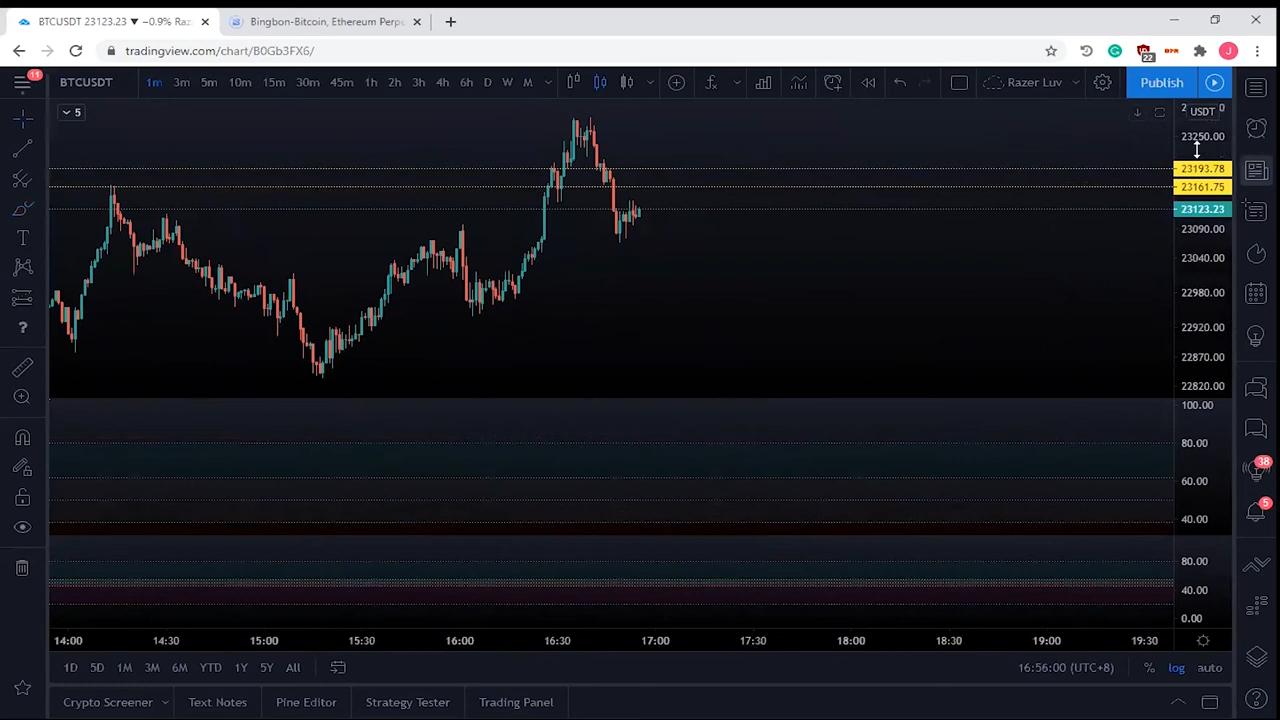 BTCUSDT 23123.23 ▼ −0.9% Raz
Bingbon-Bitcoin, Ethereum Perpe
tradingview.com/chart/B0Gb3FX6/
22
J
11
BTCUSDT
1m 3m 5m 10m 15m 30m 45m 1h 2h 3h 4h 6h D W M
Razer Luv
Publish
5
USDT
23250.00
23193.78
23161.75
23123.23
23090.00
23040.00
22980.00
22920.00
22870.00
22820.00
100.00
80.00
60.00
40.00
80.00
40.00
0.00
38
5
14:00 14:30 15:00 15:30 16:00 16:30 17:00 17:30 18:00 18:30 19:00 19:30
1D 5D 1M 3M 6M YTD 1Y 5Y All
16:56:00 (UTC+8) % log auto
Crypto Screener Text Notes Pine Editor Strategy Tester Trading Panel